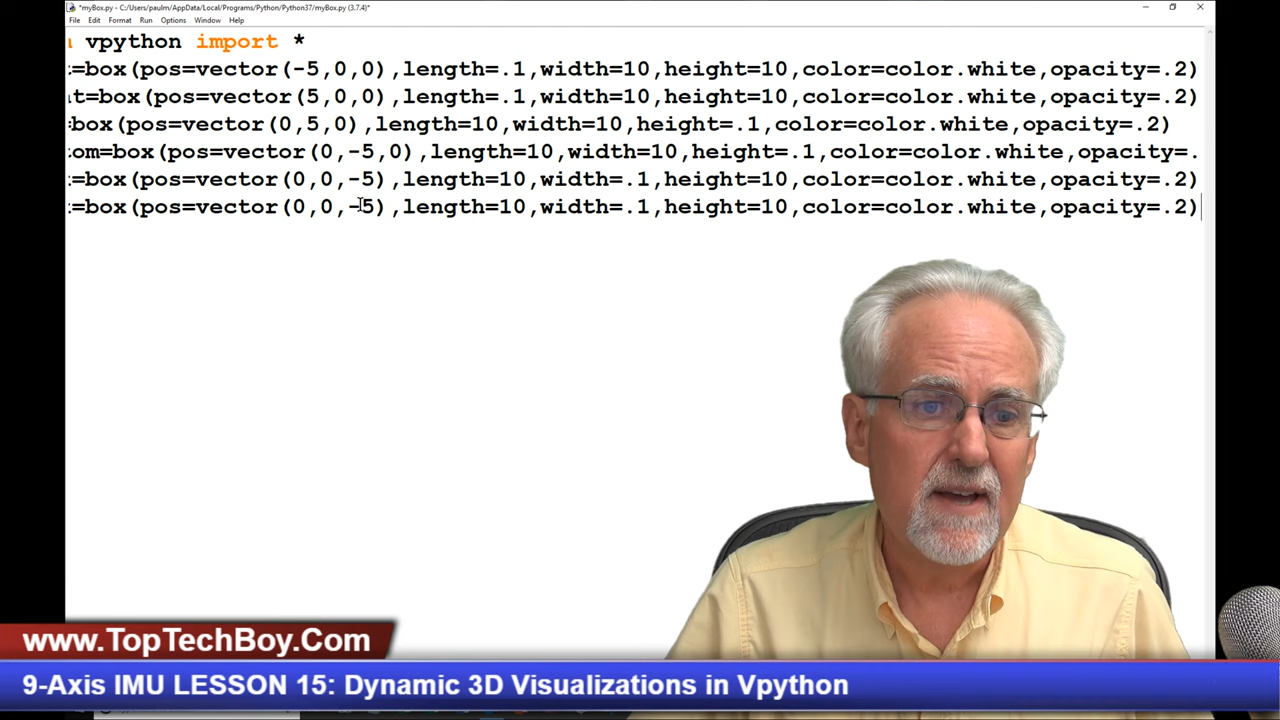 *myBox.py - C:/Users/paulm/AppData/Local/Programs/Python/Python37/myBox.py (3.7.4)*
File Edit Format Run Options Window Help
vpython import *
=box(pos=vector(-5,0,0),length=.1,width=10,height=10,color=color.white,opacity=.2)
t=box(pos=vector(5,0,0),length=.1,width=10,height=10,color=color.white,opacity=.2)
=box(pos=vector(0,5,0),length=10,width=10,height=.1,color=color.white,opacity=.2)
om=box(pos=vector(0,-5,0),length=10,width=10,height=.1,color=color.white,opacity=.
=box(pos=vector(0,0,-5),length=10,width=.1,height=10,color=color.white,opacity=.2)
=box(pos=vector(0,0,-5),length=10,width=.1,height=10,color=color.white,opacity=.2)
www.TopTechBoy.Com
9-Axis IMU LESSON 15: Dynamic 3D Visualizations in Vpython